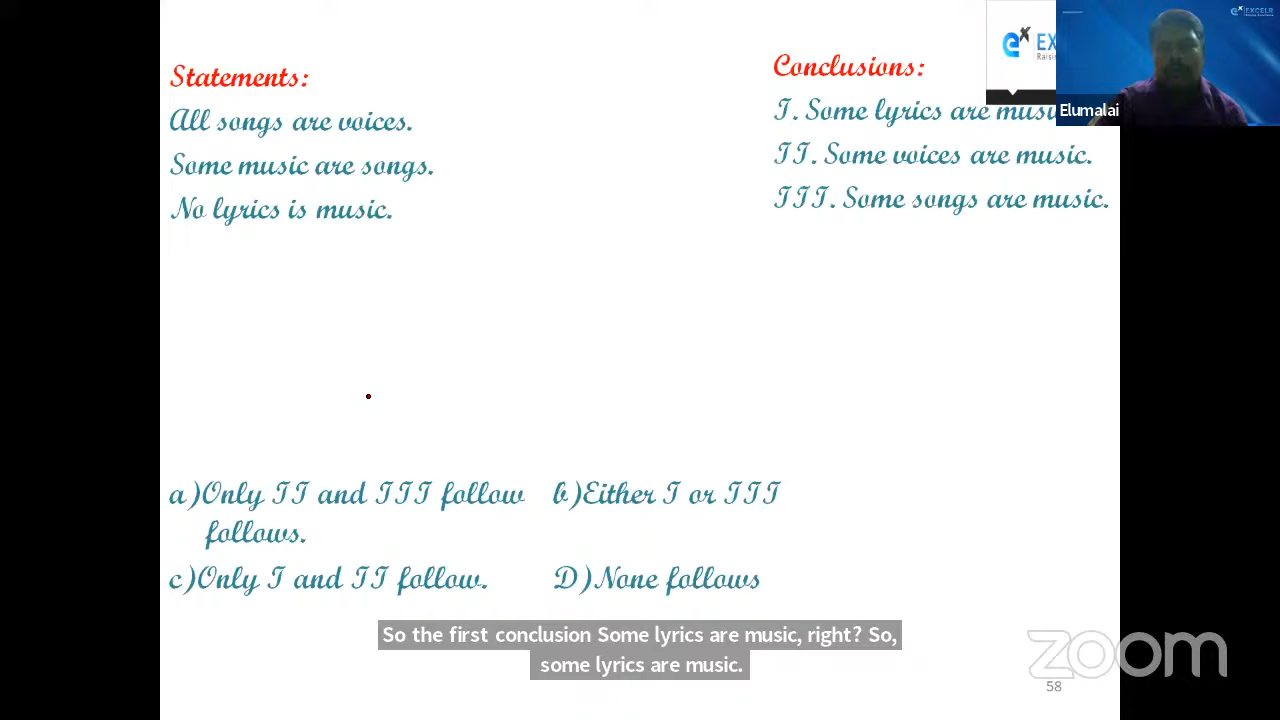 Statements:
All songs are voices.
Some music are songs.
No lyrics is music.
Conclusions:
I. Some lyrics are
II. Some voices are music.
III. Some songs are music.
EXCELR
Elumalai
a)Only II and III follow b)Either I or III
follows.
c)Only I and II follow. D)None follows
So the first conclusion Some lyrics are music, right? So,
some lyrics are music.
zoom
58